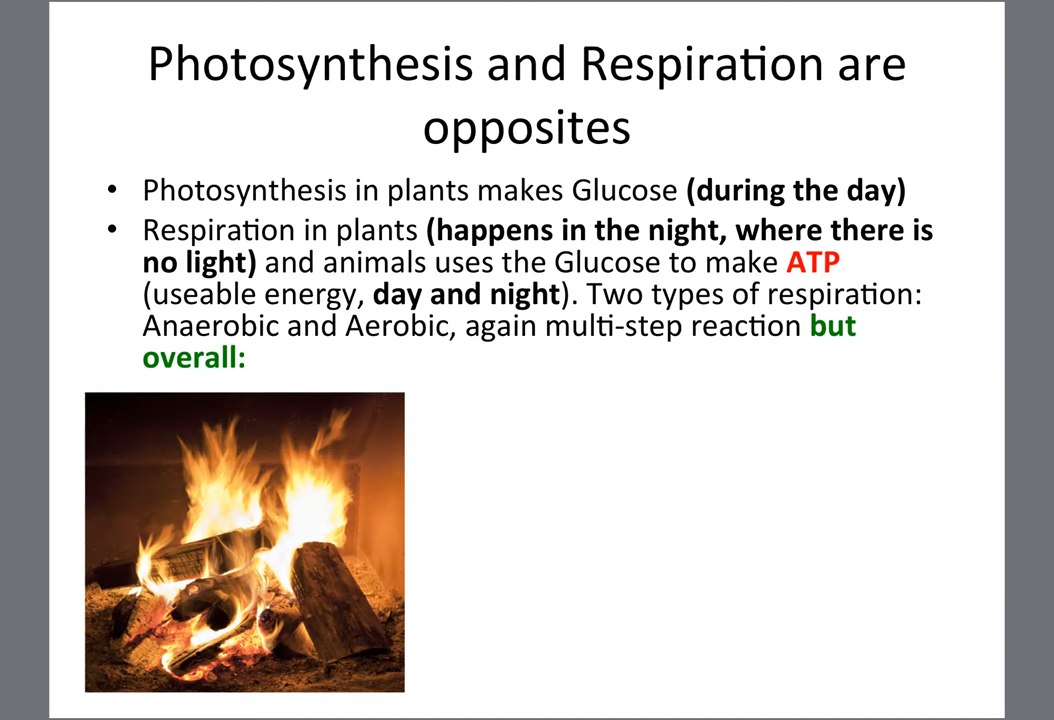 Photosynthesis and Respiration are
opposites
• Photosynthesis in plants makes Glucose (during the day)
• Respiration in plants (happens in the night, where there is
no light) and animals uses the Glucose to make ATP
(useable energy, day and night). Two types of respiration:
Anaerobic and Aerobic, again multi-step reaction but
overall: